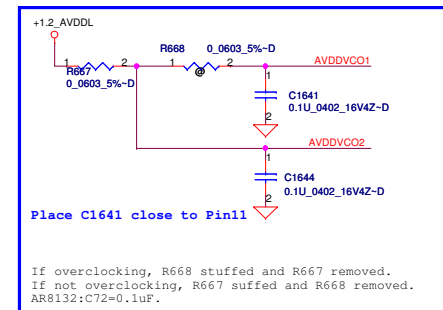 +1.2_AVDDL
R668 0_0603_5%~D
1 2 1 2 AVDDVCO1
R667 @
0_0603_5%~D
1
C1641
0.1U_0402_16V4Z~D
2
AVDDVCO2
1
C1644
0.1U_0402_16V4Z~D
2
Place C1641 close to Pin11
If overclocking, R668 stuffed and R667 removed.
If not overclocking, R667 suffed and R668 removed.
AR8132:C72=0.1uF.